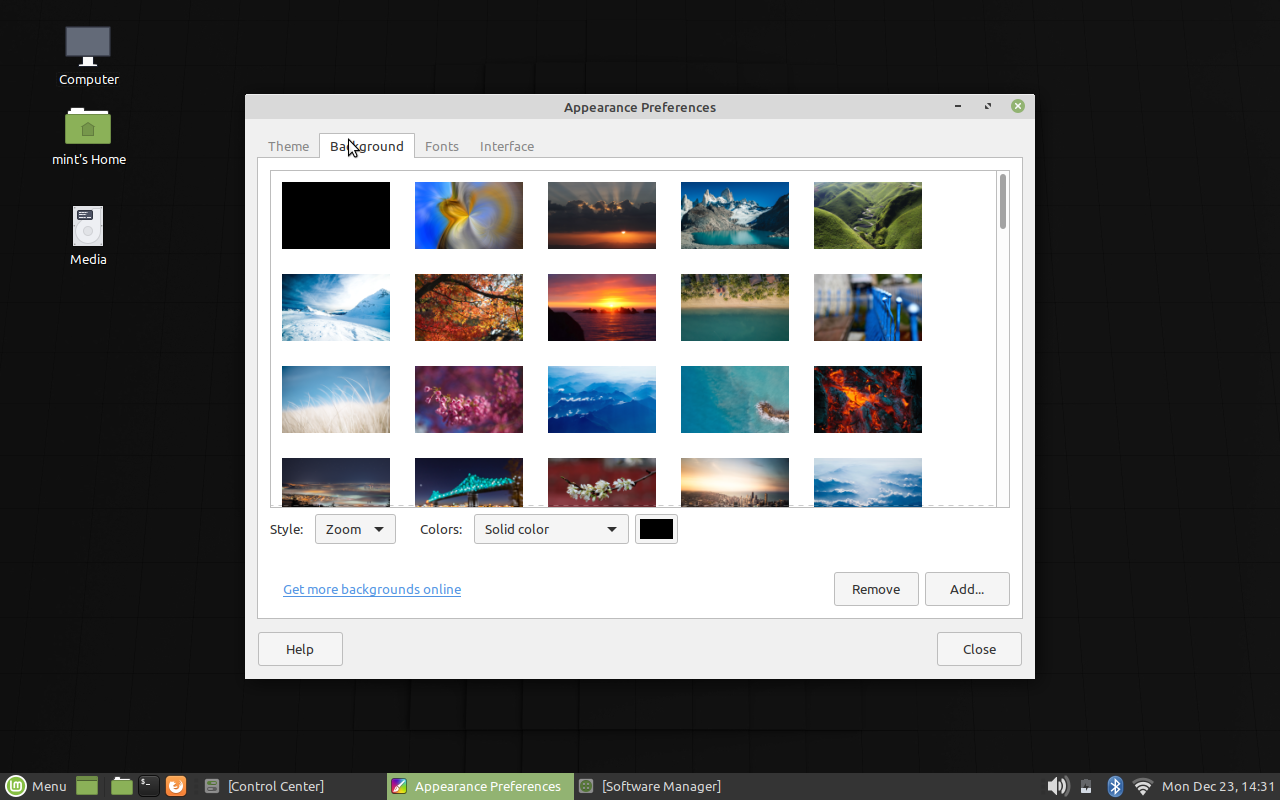 Computer
mint's Home
Media
Appearance Preferences
Theme
Background
Fonts
Interface
Style:
Zoom
Colors:
Solid color
Get more backgrounds online
Remove
Add...
Help
Close
Menu
$_
[Control Center]
Appearance Preferences
[Software Manager]
Mon Dec 23, 14:31